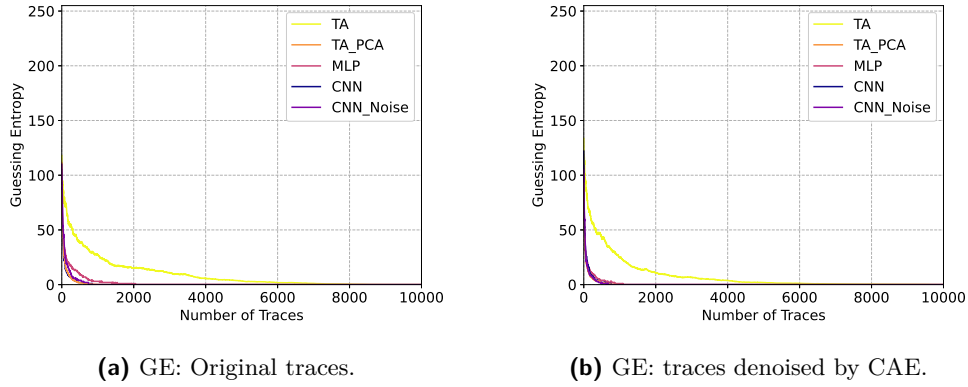 250
200
150
100
50
0
Guessing Entropy
0 2000 4000 6000 8000 10000
Number of Traces
TA
TA_PCA
MLP
CNN
CNN_Noise
(a) GE: Original traces.
250
200
150
100
50
0
Guessing Entropy
0 2000 4000 6000 8000 10000
Number of Traces
TA
TA_PCA
MLP
CNN
CNN_Noise
(b) GE: traces denoised by CAE.